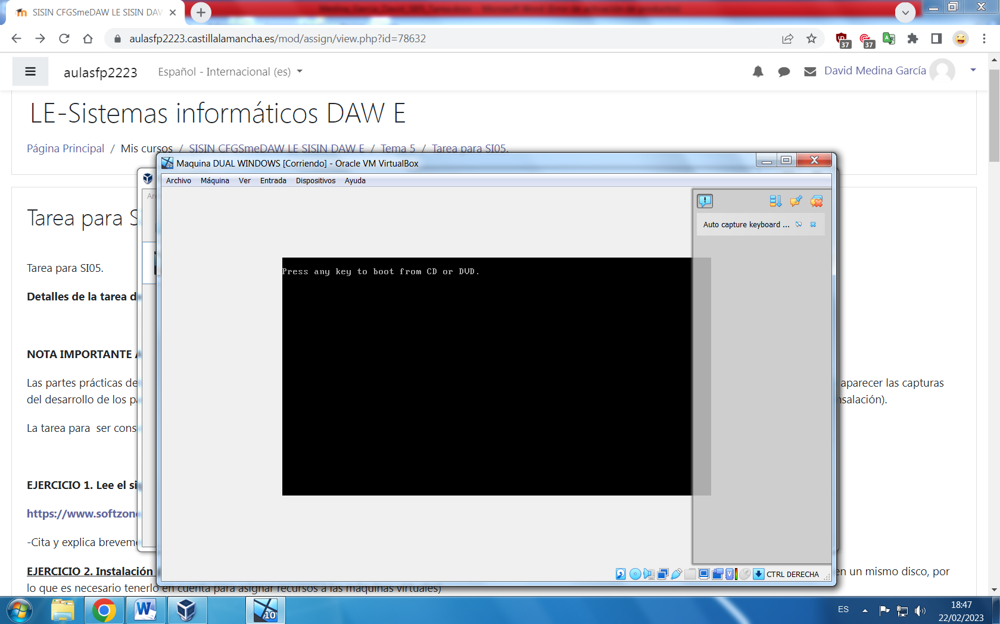 SISIN CFGSmeDAW LE SISIN DAW
aulasfp2223.castillalamancha.es/mod/assign/view.php?id=78632
37
37
aulasfp2223
Español - Internacional (es)
David Medina García
LE-Sistemas informáticos DAW E
Página Principal / Mis cursos / SISIN CFGSmeDAW LE SISIN DAW E / Tema 5 / Tarea para SI05.
Maquina DUAL WINDOWS [Corriendo] - Oracle VM VirtualBox
Archivo Máquina Ver Entrada Dispositivos Ayuda
Auto capture keyboard ...
Press any key to boot from CD or DVD.
Tarea para S
Tarea para SI05.
Detalles de la tarea d
NOTA IMPORTANTE
Las partes prácticas de aparecer las capturas
del desarrollo de los nsalación).
La tarea para ser cons
EJERCICIO 1. Lee el si
https://www.softzon
-Cita y explica brevem
EJERCICIO 2. Instalación en un mismo disco, por
lo que es necesario tenerlo en cuenta para asignar recursos a las maquinas virtuales)
CTRL DERECHA
10
ES
18:47
22/02/2023